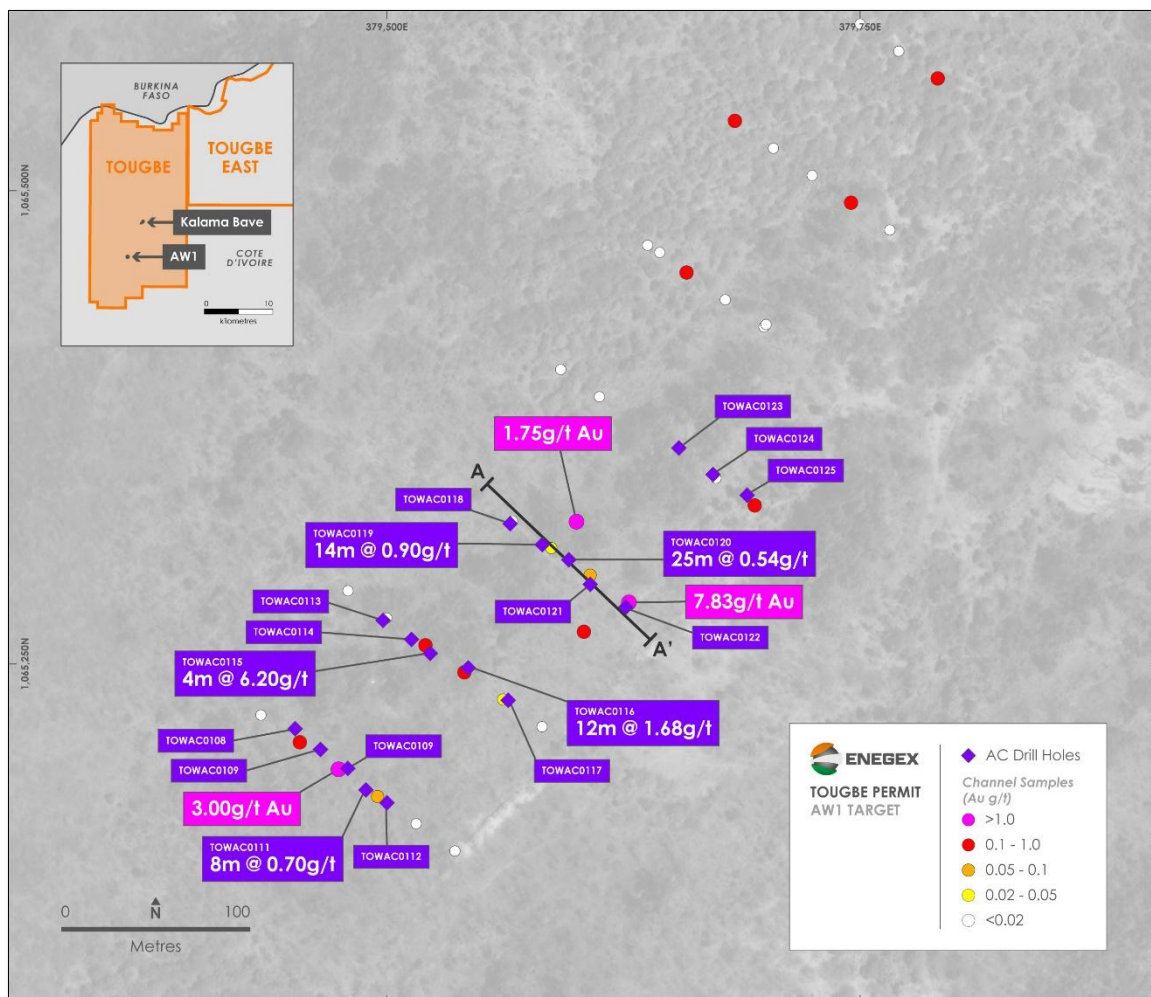 379,500
379,750
1,065,500N
1,065,250N
BURKINA
FASO
TOUGBE
TOUGBE
EAST
Kalama Bave
AW1
COTE
D'IVOIRE
0 10
kilometres
TOWAC0123
TOWAC0124
TOWAC0125
1.75g/t Au
A
TOWAC0118
TOWAC0119
14m @ 0.90g/t
TOWAC0120
25m @ 0.54g/t
TOWAC0121
7.83g/t Au
TOWAC0122
A'
TOWAC0113
TOWAC0114
TOWAC0115
4m @ 6.20g/t
TOWAC0116
12m @ 1.68g/t
TOWAC0117
TOWAC0108
TOWAC0109
TOWAC0109
3.00g/t Au
TOWAC0111
8m @ 0.70g/t
TOWAC0112
0 N 100
Metres
ENEGEX
TOUGBE PERMIT
AW1 TARGET
AC Drill Holes
Channel Samples
(Au g/t)
>1.0
0.1 - 1.0
0.05 - 0.1
0.02 - 0.05
<0.02